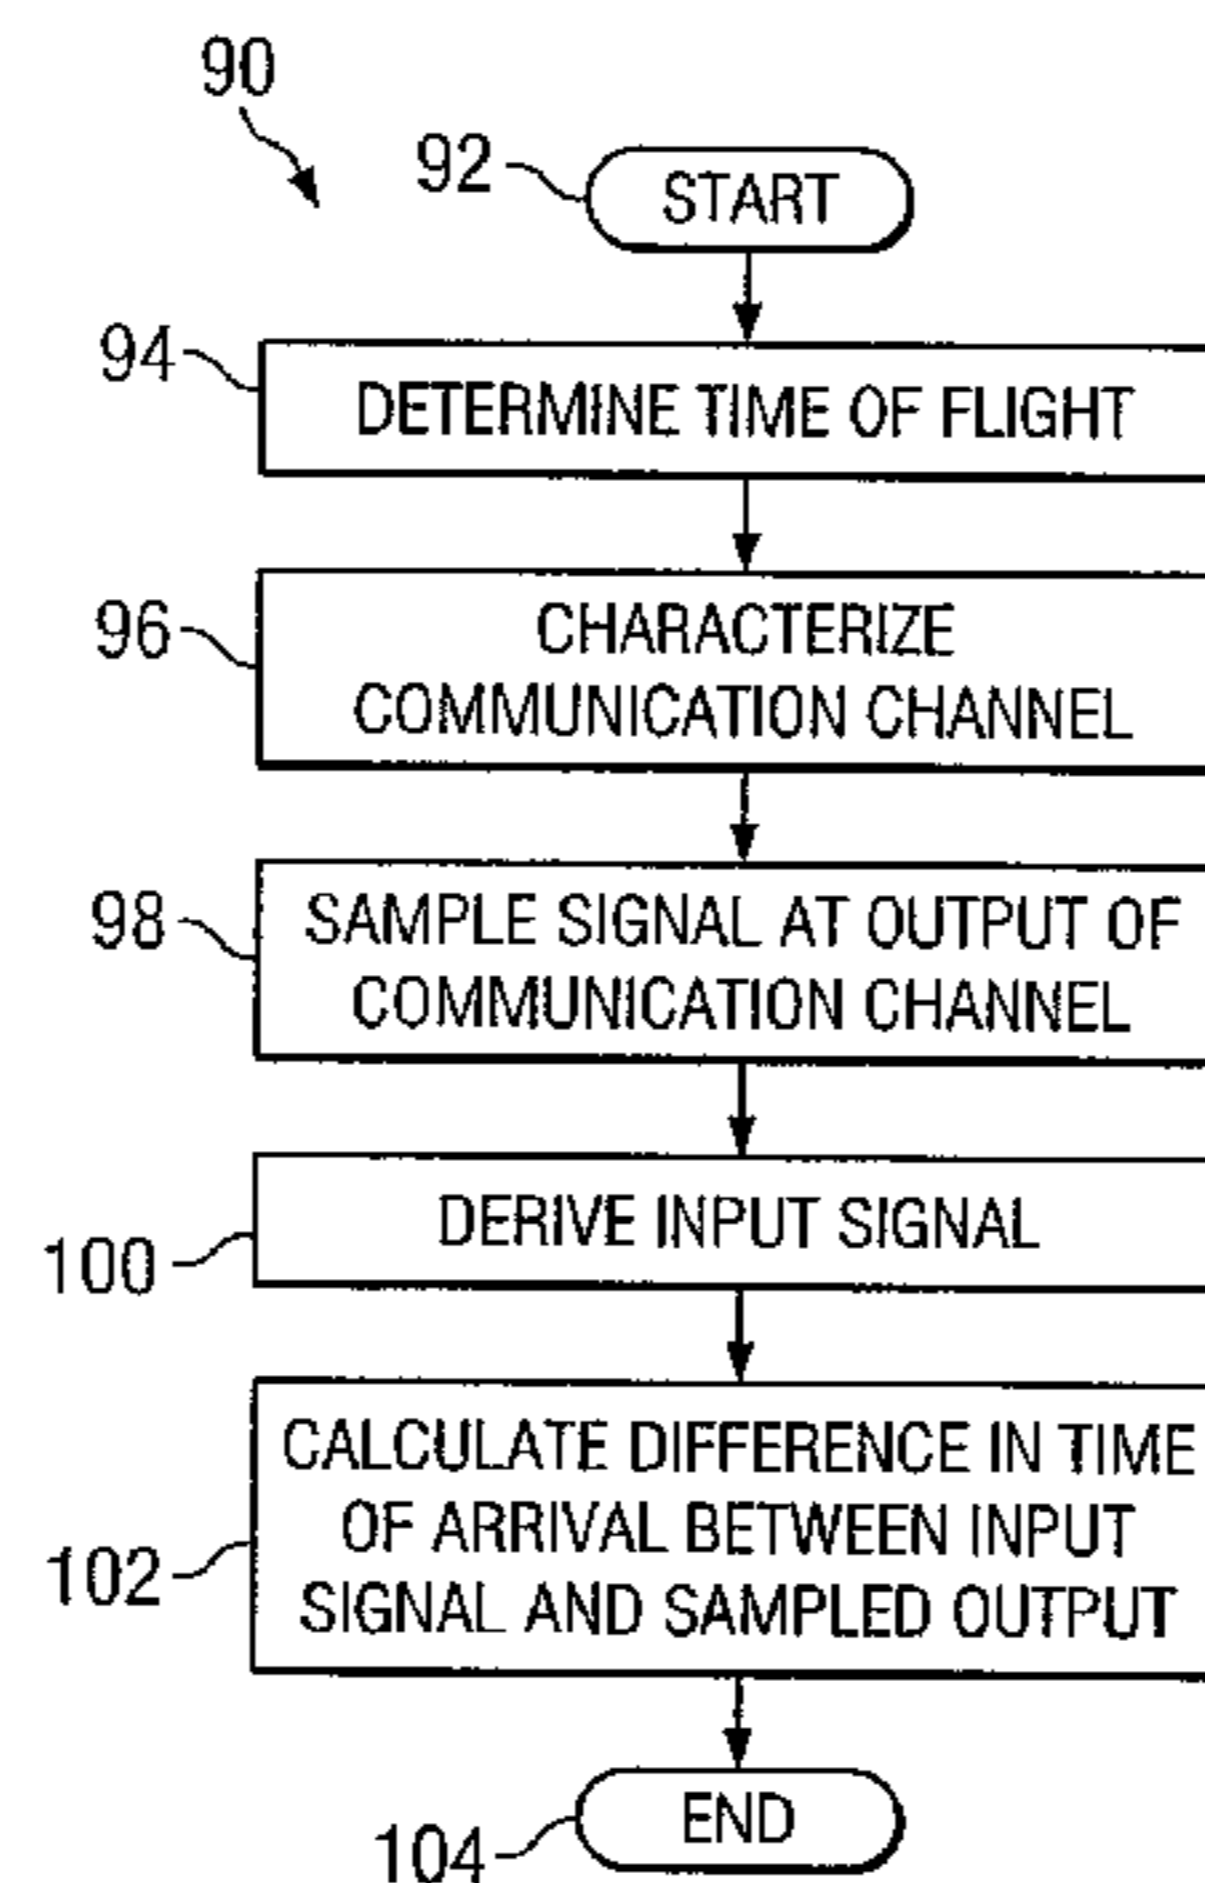 90
92
START
94
DETERMINE TIME OF FLIGHT
96
CHARACTERIZE
COMMUNICATION CHANNEL
98
SAMPLE SIGNAL AT OUTPUT OF
COMMUNICATION CHANNEL
100
DERIVE INPUT SIGNAL
102
CALCULATE DIFFERENCE IN TIME
OF ARRIVAL BETWEEN INPUT
SIGNAL AND SAMPLED OUTPUT
104
END